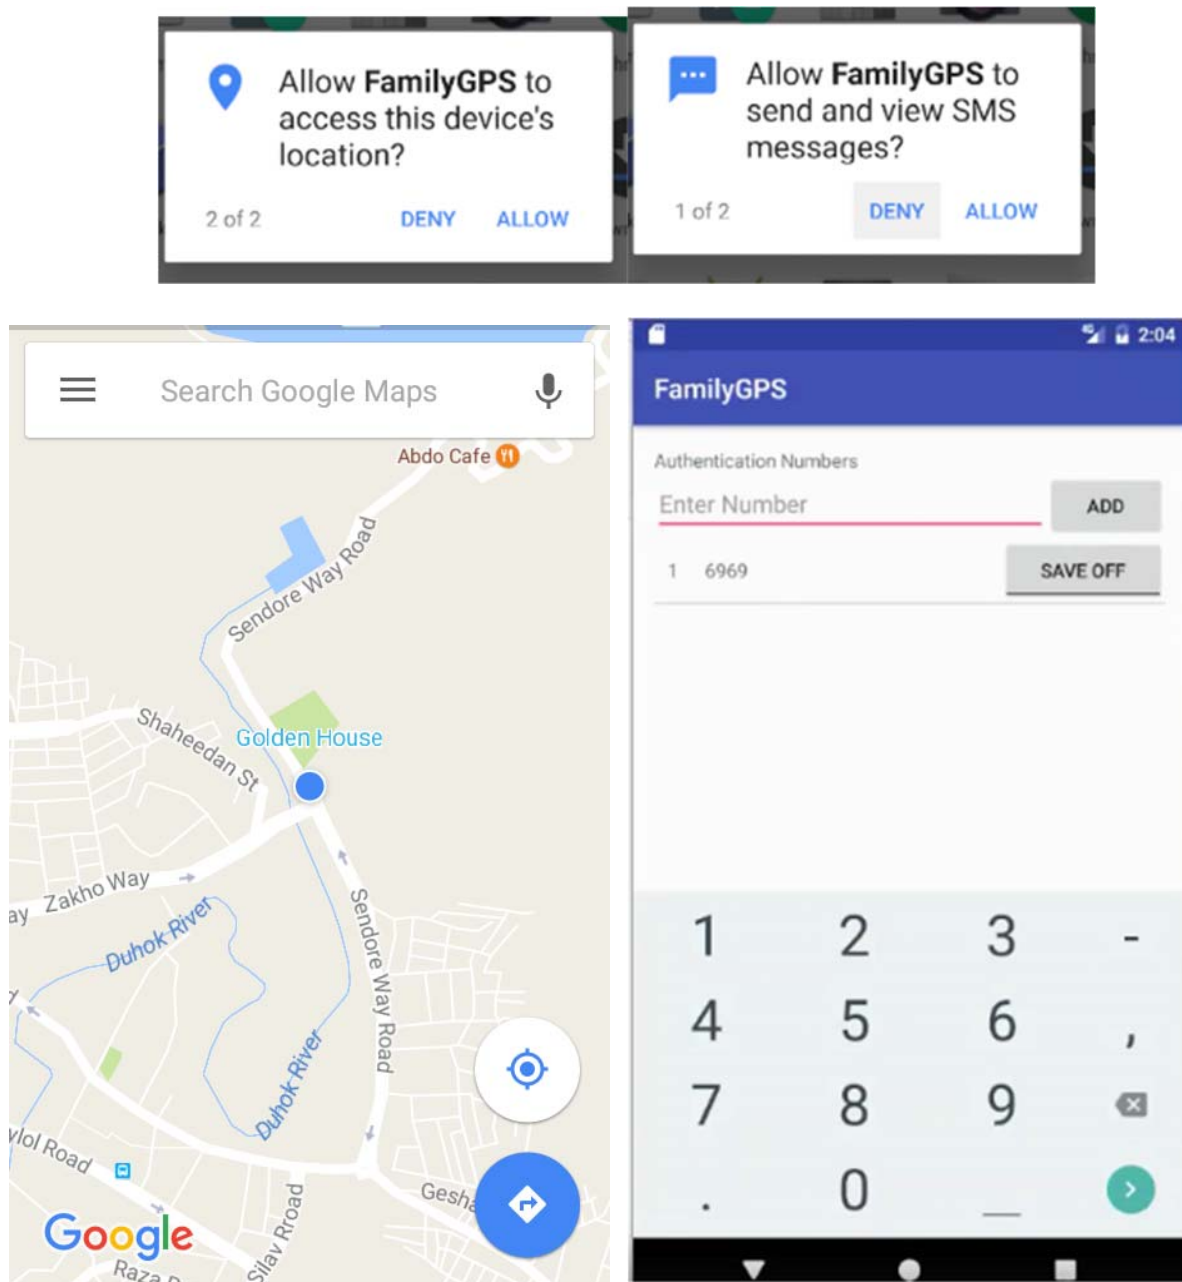 Allow FamilyGPS to
access this device's
location?
2 of 2
DENY
ALLOW
Allow FamilyGPS to
send and view SMS
messages?
1 of 2
DENY
ALLOW
Search Google Maps
Abdo Cafe
Sendore Way Road
Shaheedan St
Golden House
Zakho Way
Duhok River
Sendore Way Road
Duhok River
Road
Silav Rroad
Google
2:04
FamilyGPS
Authentication Numbers
Enter Number
ADD
1 6969
SAVE OFF
1 2 3 -
4 5 6 ,
7 8 9
. 0 _